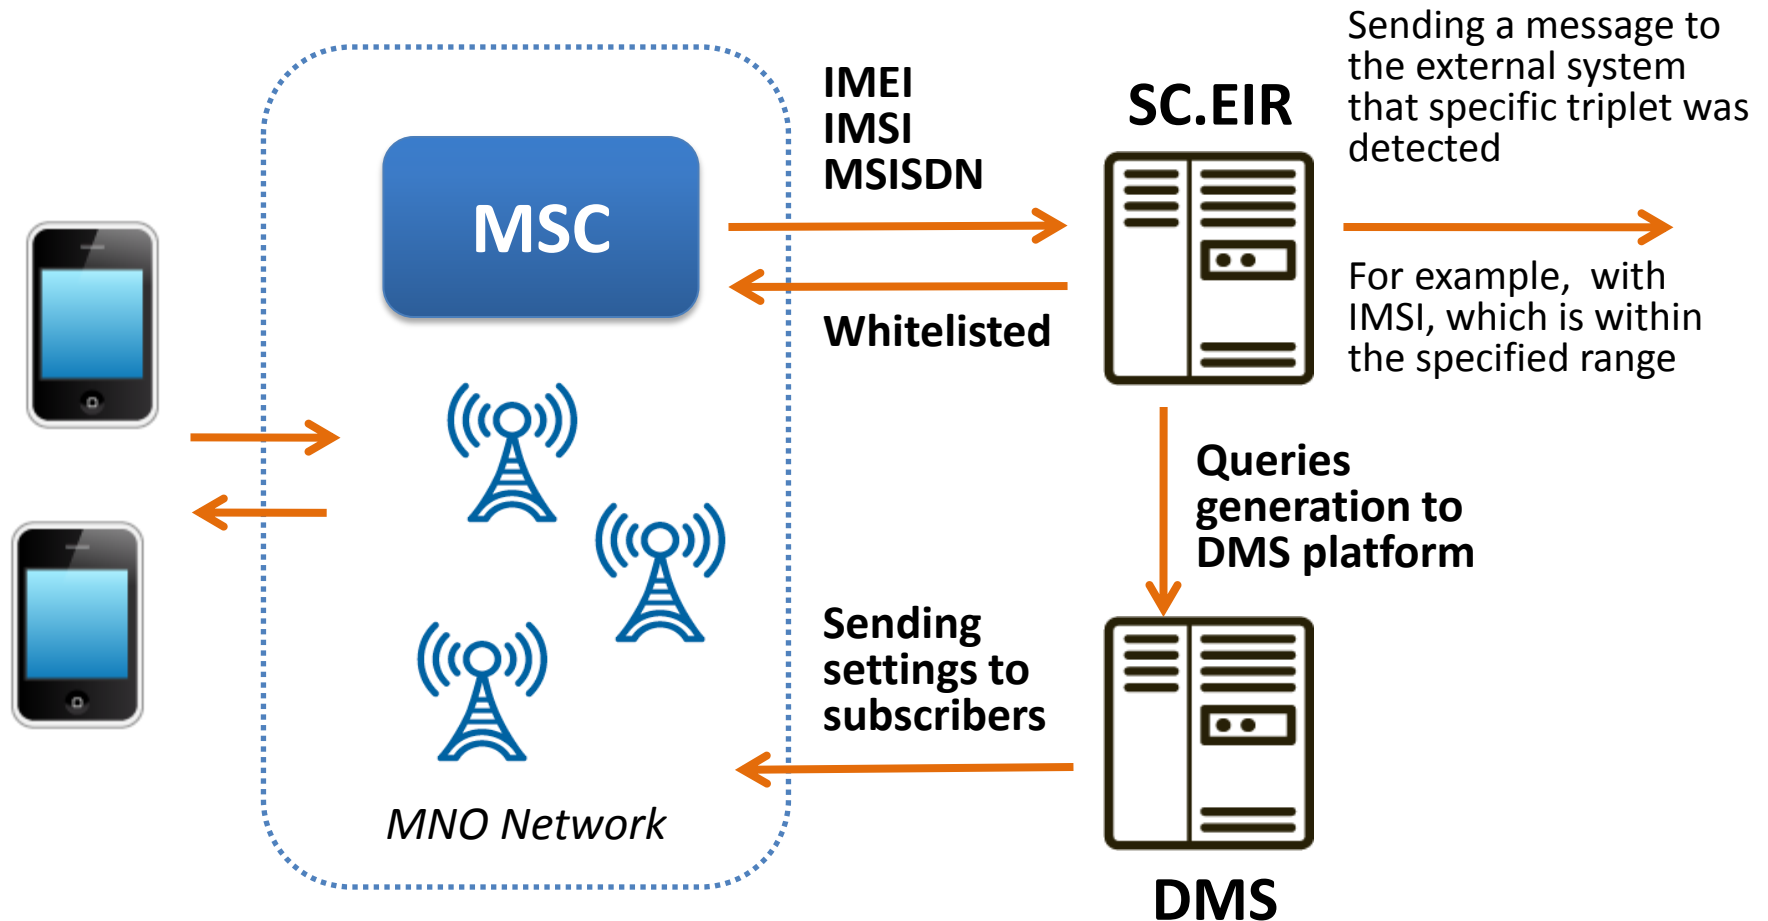 IMEI
IMSI
MSISDN
SC.EIR
Sending a message to
the external system
that specific triplet was
detected
MSC
For example,  with
IMSI, which is within
the specified range
Whitelisted
Queries
generation to
DMS platform
Sending
settings to
subscribers
MNO Network
DMS